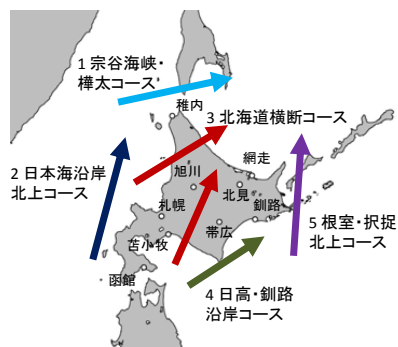 1 宗谷海峡・
樺太コース
稚内
3 北海道横断コース
2 日本海沿岸
北上コース
網走
旭川
北見
札幌
釧路
帯広
苫小牧
5 根室・択捉
北上コース
函館
4 日高・釧路
沿岸コース